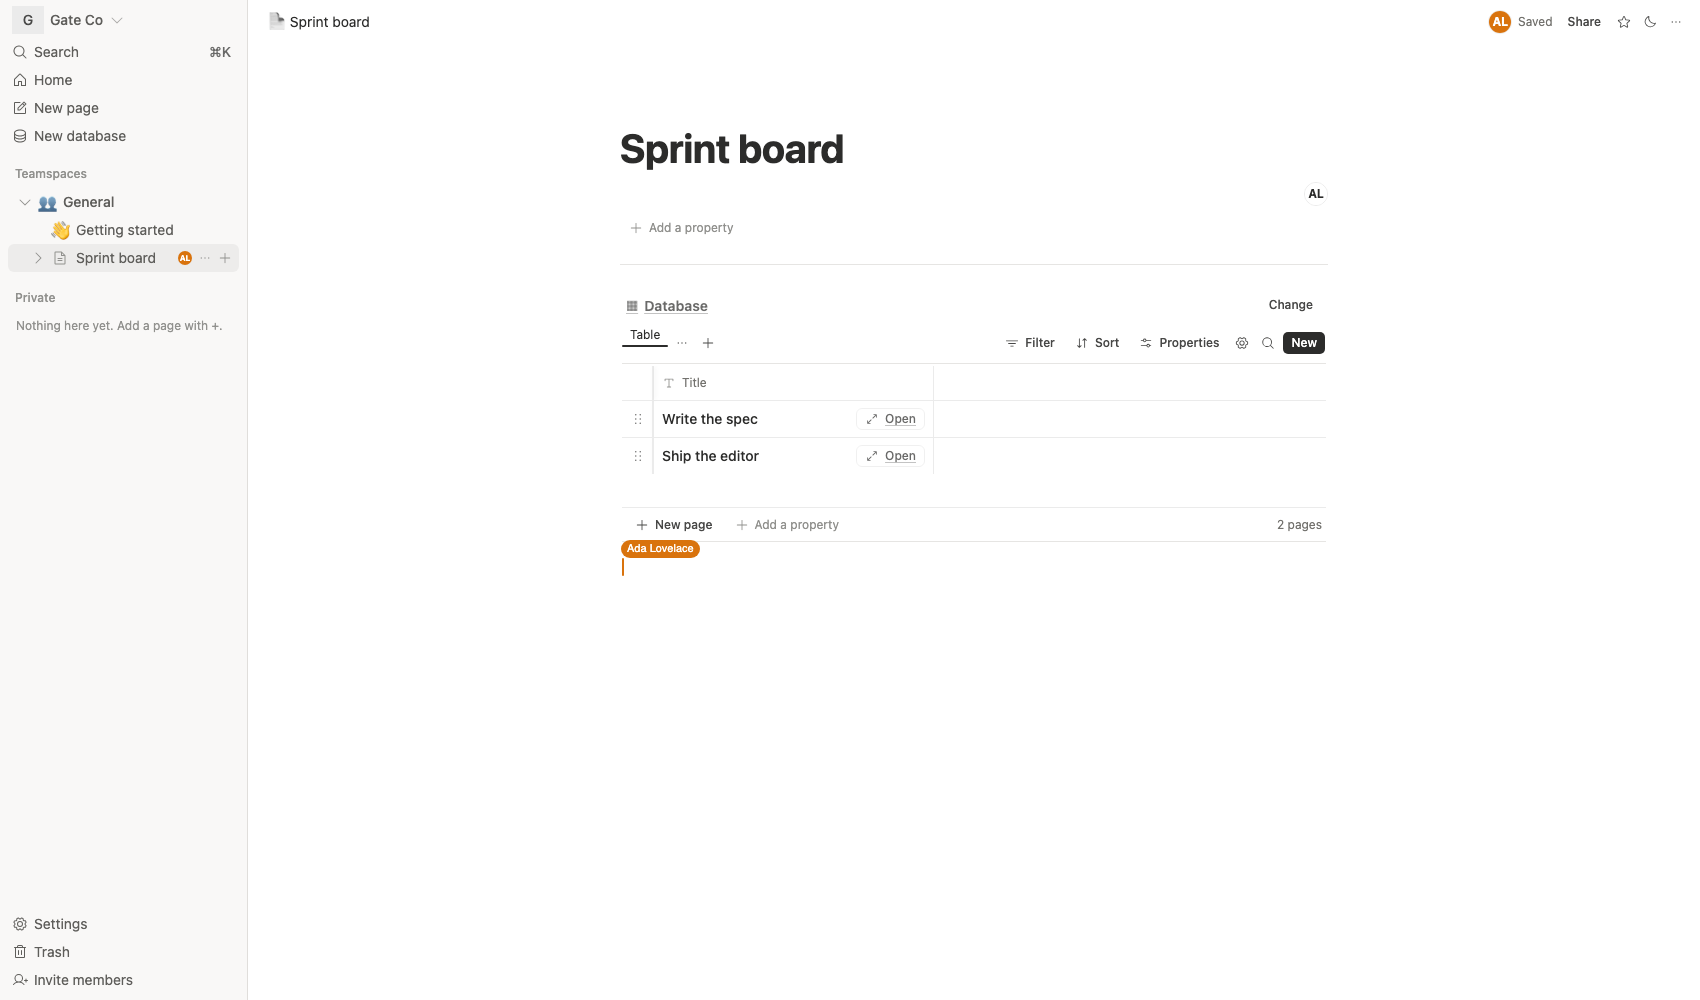 G Gate Co
Search ⌘K
Home
New page
New database
Teamspaces
General
Getting started
Sprint board AL
Private
Nothing here yet. Add a page with +.
Settings
Trash
Invite members
Sprint board
AL Saved Share
Sprint board
AL
Add a property
Database Change
Table Filter Sort Properties New
Title
Write the spec Open
Ship the editor Open
New page Add a property 2 pages
Ada Lovelace